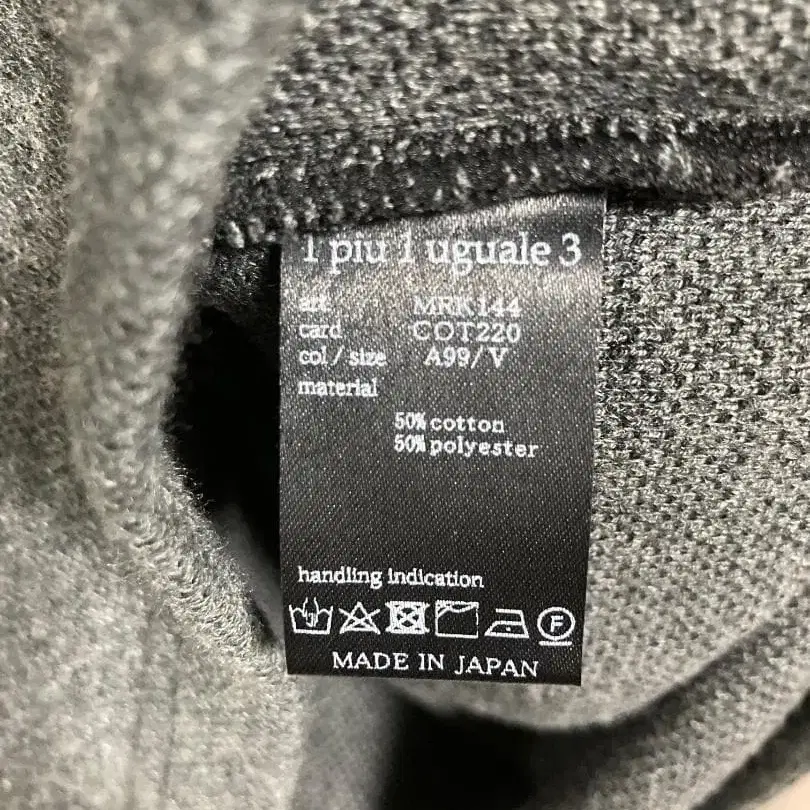 1 più 1 uguale 3
art MRK144
card COT220
col / size A99/V
material
50% cotton
50% polyester
handling indication
F
MADE IN JAPAN